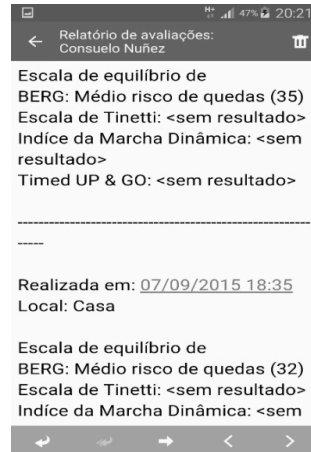 47% 20:21
Relatório de avaliações:
Consuelo Nuñez
Escala de equilíbrio de
BERG: Médio risco de quedas (35)
Escala de Tinetti: <sem resultado>
Indíce da Marcha Dinâmica: <sem
resultado>
Timed UP & GO: <sem resultado>
------------------------------------------------------
-----
Realizada em: 07/09/2015 18:35
Local: Casa
Escala de equilíbrio de
BERG: Médio risco de quedas (32)
Escala de Tinetti: <sem resultado>
Indíce da Marcha Dinâmica: <sem